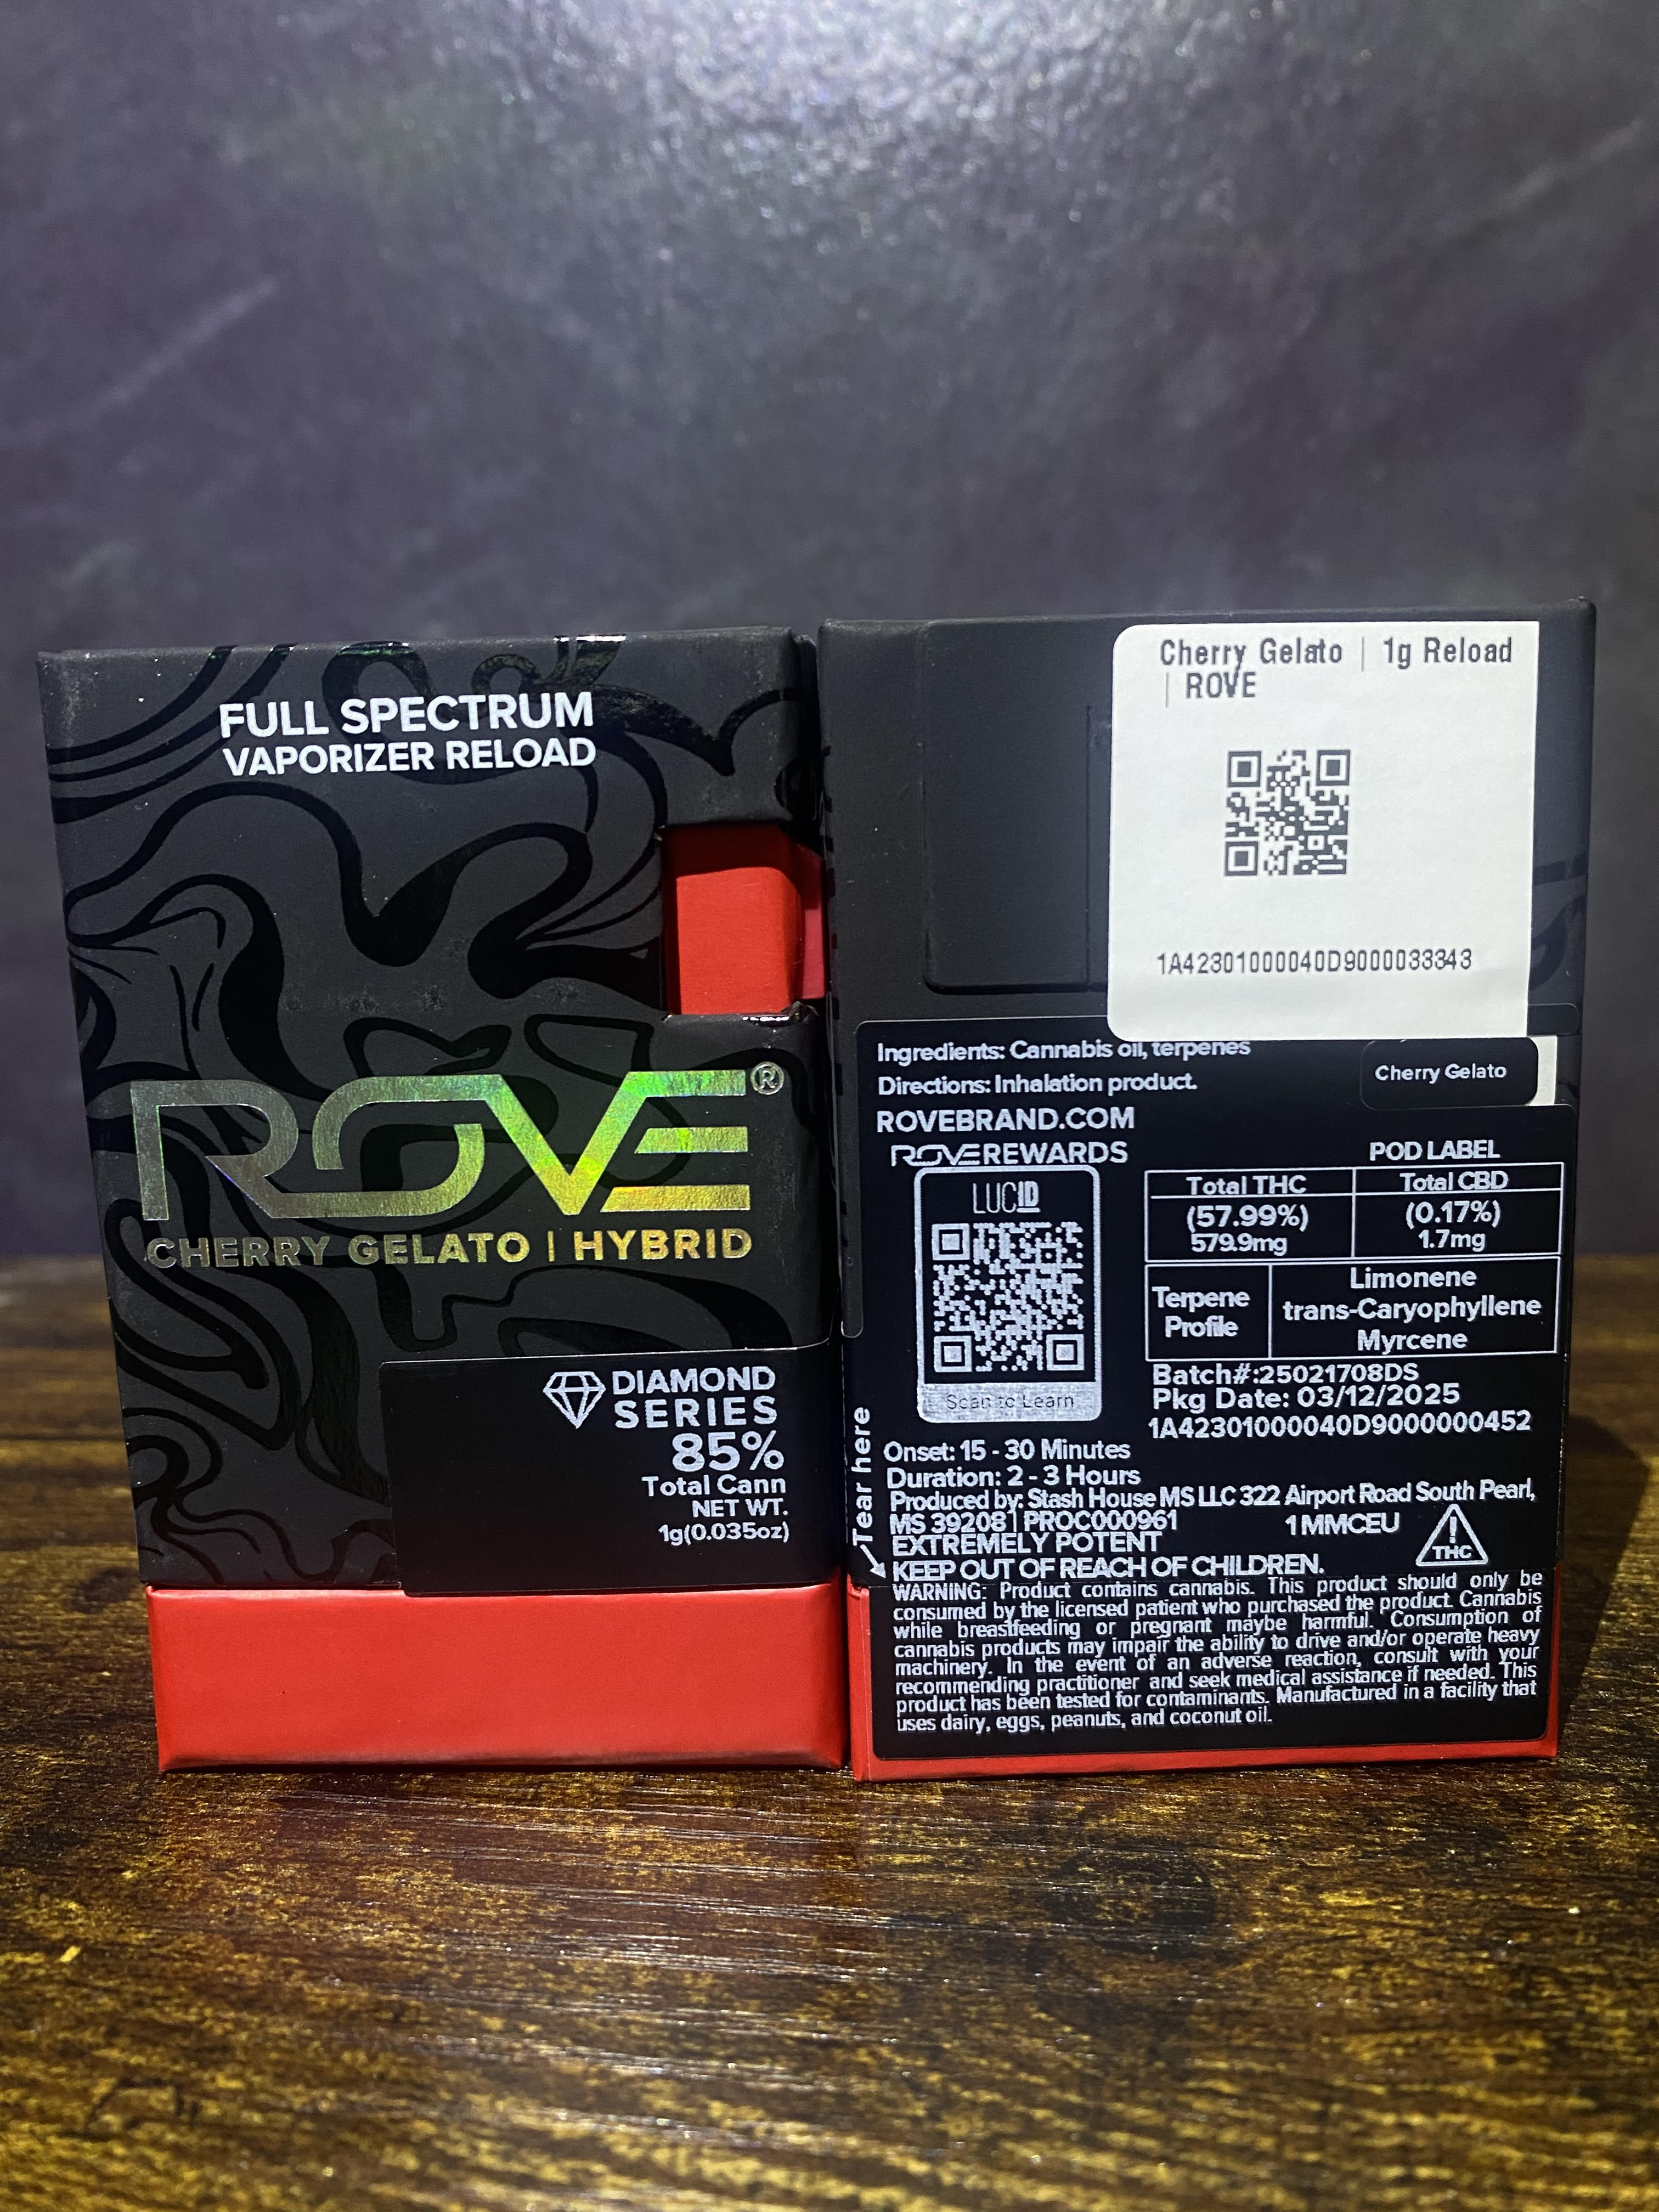 FULL SPECTRUM
VAPORIZER RELOAD
ROVE®
CHERRY GELATO | HYBRID
DIAMOND
SERIES
85%
Total Cann
NET WT.
1g(0.035oz)
Cherry Gelato | 1g Reload
| ROVE
1A42301000040D9000033343
Ingredients: Cannabis oil, terpenes
Directions: Inhalation product.
Cherry Gelato
ROVEBRAND.COM
ROVE REWARDS
LUCID
Scan to Learn
POD LABEL
Total THC Total CBD
(57.99%) (0.17%)
579.9mg 1.7mg
Terpene
Profile
Limonene
trans-Caryophyllene
Myrcene
Batch#:25021708DS
Pkg Date: 03/12/2025
1A42301000040D9000000452
Tear here
Onset: 15 - 30 Minutes
Duration: 2 - 3 Hours
Produced by: Stash House MS LLC 322 Airport Road South Pearl,
MS 39208 | PROC000961 1MMCEU
EXTREMELY POTENT
KEEP OUT OF REACH OF CHILDREN.
! THC
WARNING: Product contains cannabis. This product should only be
consumed by the licensed patient who purchased the product. Cannabis
while breastfeeding or pregnant maybe harmful. Consumption of
cannabis products may impair the ability to drive and/or operate heavy
machinery. In the event of an adverse reaction, consult with your
recommending practitioner and seek medical assistance if needed. This
product has been tested for contaminants. Manufactured in a facility that
uses dairy, eggs, peanuts, and coconut oil.